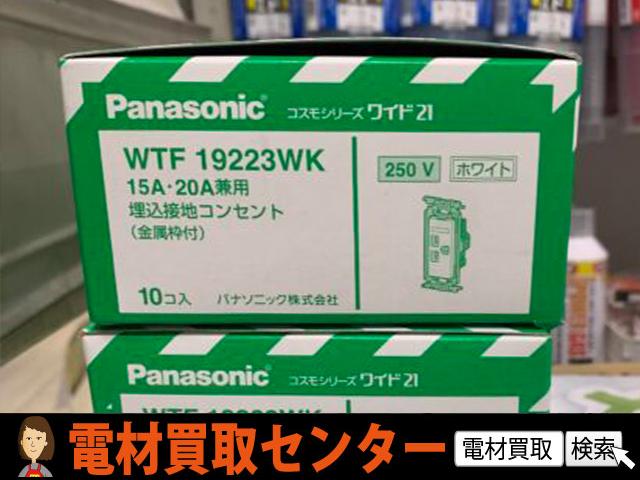 Panasonic コスモシリーズ ワイド21
WTF 19223WK
15A・20A兼用
埋込接地コンセント
(金属枠付)
250 V ホワイト
10コ入 パナソニック株式会社
Panasonic コスモシリーズ ワイド21
WTF 19223WK
電材買取センター 電材買取 検索